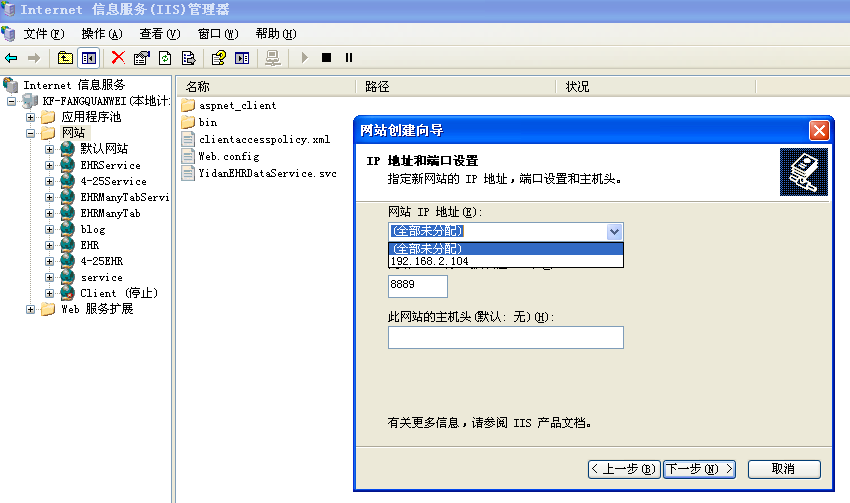 Internet 信息服务(IIS)管理器
文件(F) 操作(A) 查看(V) 窗口(W) 帮助(H)
Internet 信息服务
KF-FANGQUANWEI(本地计
应用程序池
网站
默认网站
EHRService
4-25Service
EHRManyTabServi
EHRManyTab
blog
EHR
4-25EHR
service
Client (停止)
Web 服务扩展
名称 路径 状况
aspnet_client
bin
clientaccesspolicy.xml
Web.config
YidanEHRDataService.svc
网站创建向导
IP 地址和端口设置
指定新网站的 IP 地址，端口设置和主机头。
网站 IP 地址(E):
(全部未分配)
(全部未分配)
192.168.2.104
8889
此网站的主机头(默认: 无)(H):
有关更多信息，请参阅 IIS 产品文档。
< 上一步(B) 下一步(N) > 取消